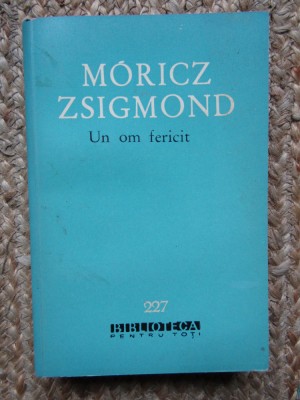 MÓRICZ
ZSIGMOND
Un om fericit
227
BIBLIOTECA
PENTRU TOȚI